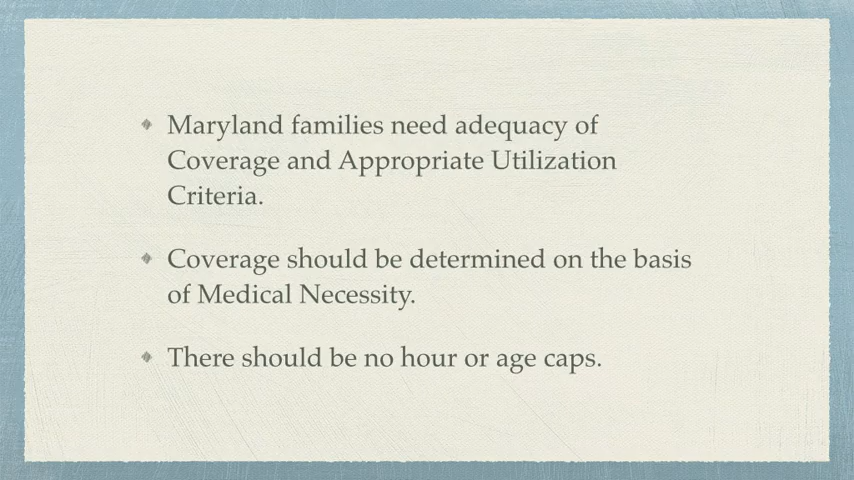 Maryland families need adequacy of
Coverage and Appropriate Utilization
Criteria.
Coverage should be determined on the basis
of Medical Necessity.
There should be no hour or age caps.